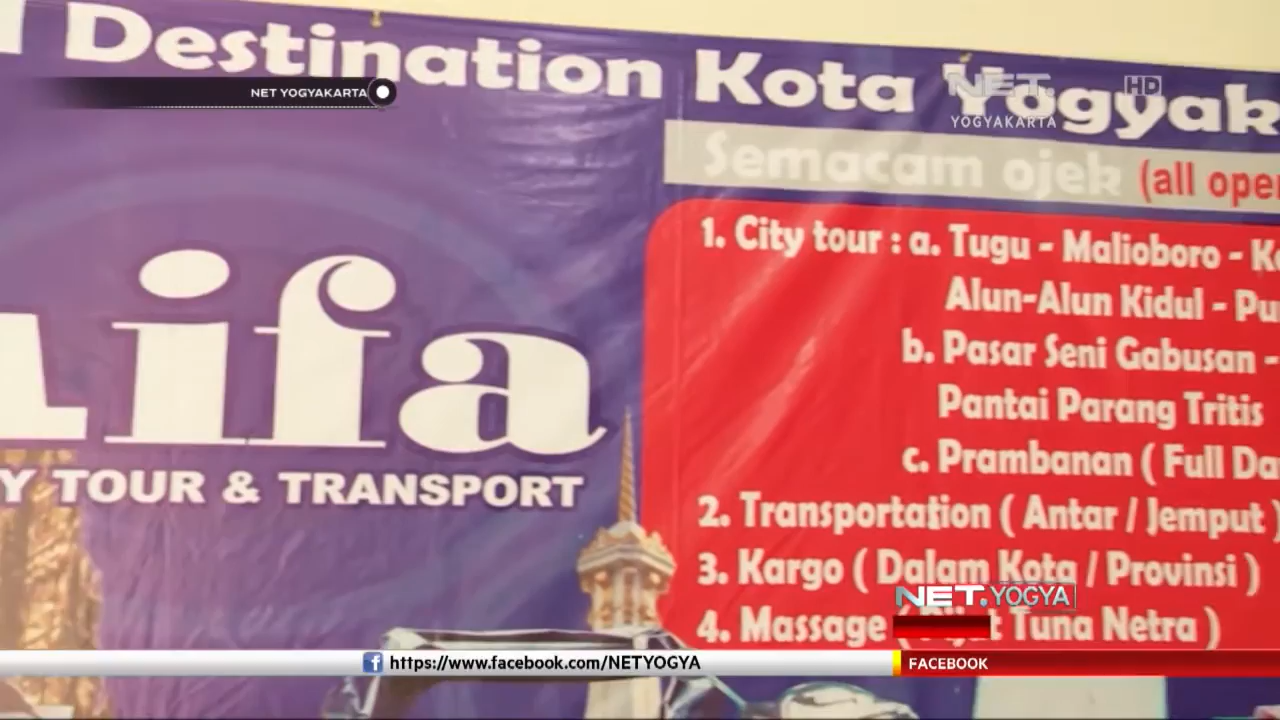 Destination Kota Yogyak
NET YOGYAKARTA
NET.
HD
YOGYAKARTA
Semacam ojek (all oper
1. City tour : a. Tugu - Malioboro - K
Alun-Alun Kidul - Pu
b. Pasar Seni Gabusan -
Pantai Parang Tritis
c. Prambanan ( Full Da
ifa
Y TOUR & TRANSPORT
2. Transportation ( Antar / Jemput )
3. Kargo ( Dalam Kota / Provinsi )
NET. YOGYA
4. Massage ( Pijat Tuna Netra )
https://www.facebook.com/NETYOGYA
FACEBOOK